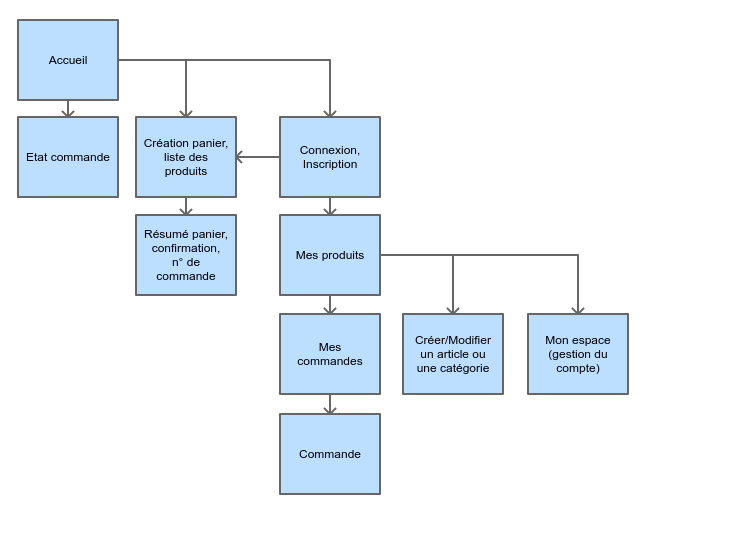 Accueil
Etat commande
Création panier,
liste des
produits
Connexion,
Inscription
Résumé panier,
confirmation,
n° de
commande
Mes produits
Mes
commandes
Créer/Modifier
un article ou
une catégorie
Mon espace
(gestion du
compte)
Commande